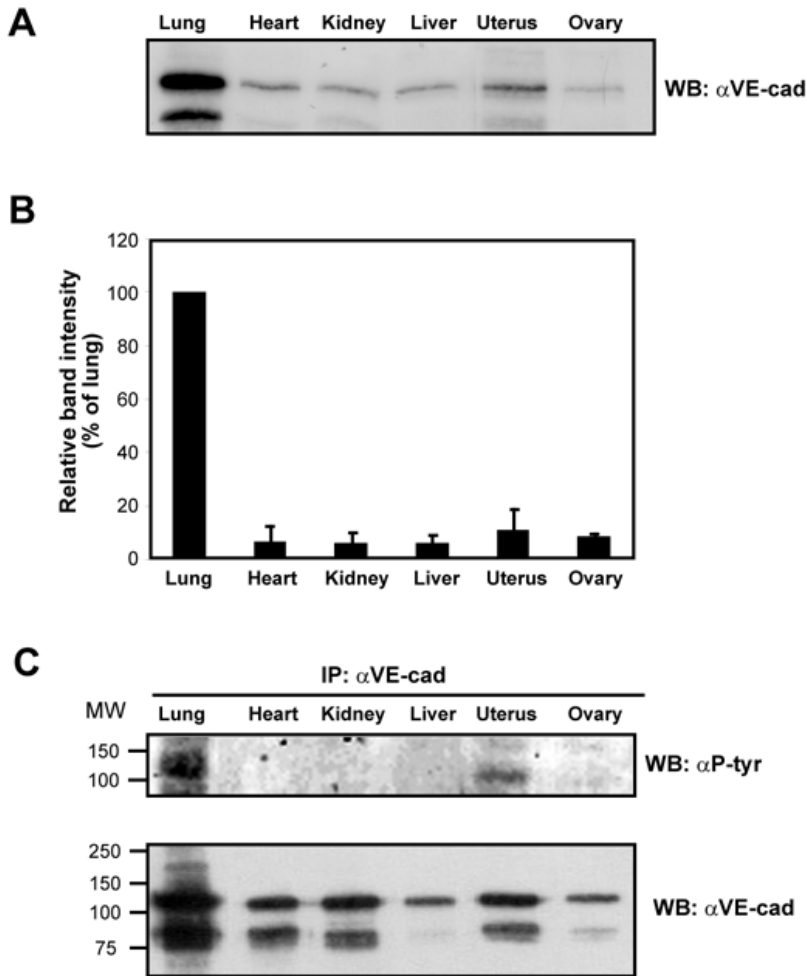 A
Lung Heart Kidney Liver Uterus Ovary
WB: αVE-cad
B
Relative band intensity
(% of lung)
120
100
80
60
40
20
0
Lung Heart Kidney Liver Uterus Ovary
C
IP: αVE-cad
MW Lung Heart Kidney Liver Uterus Ovary
150
100
WB: αP-tyr
250
150
100
75
WB: αVE-cad